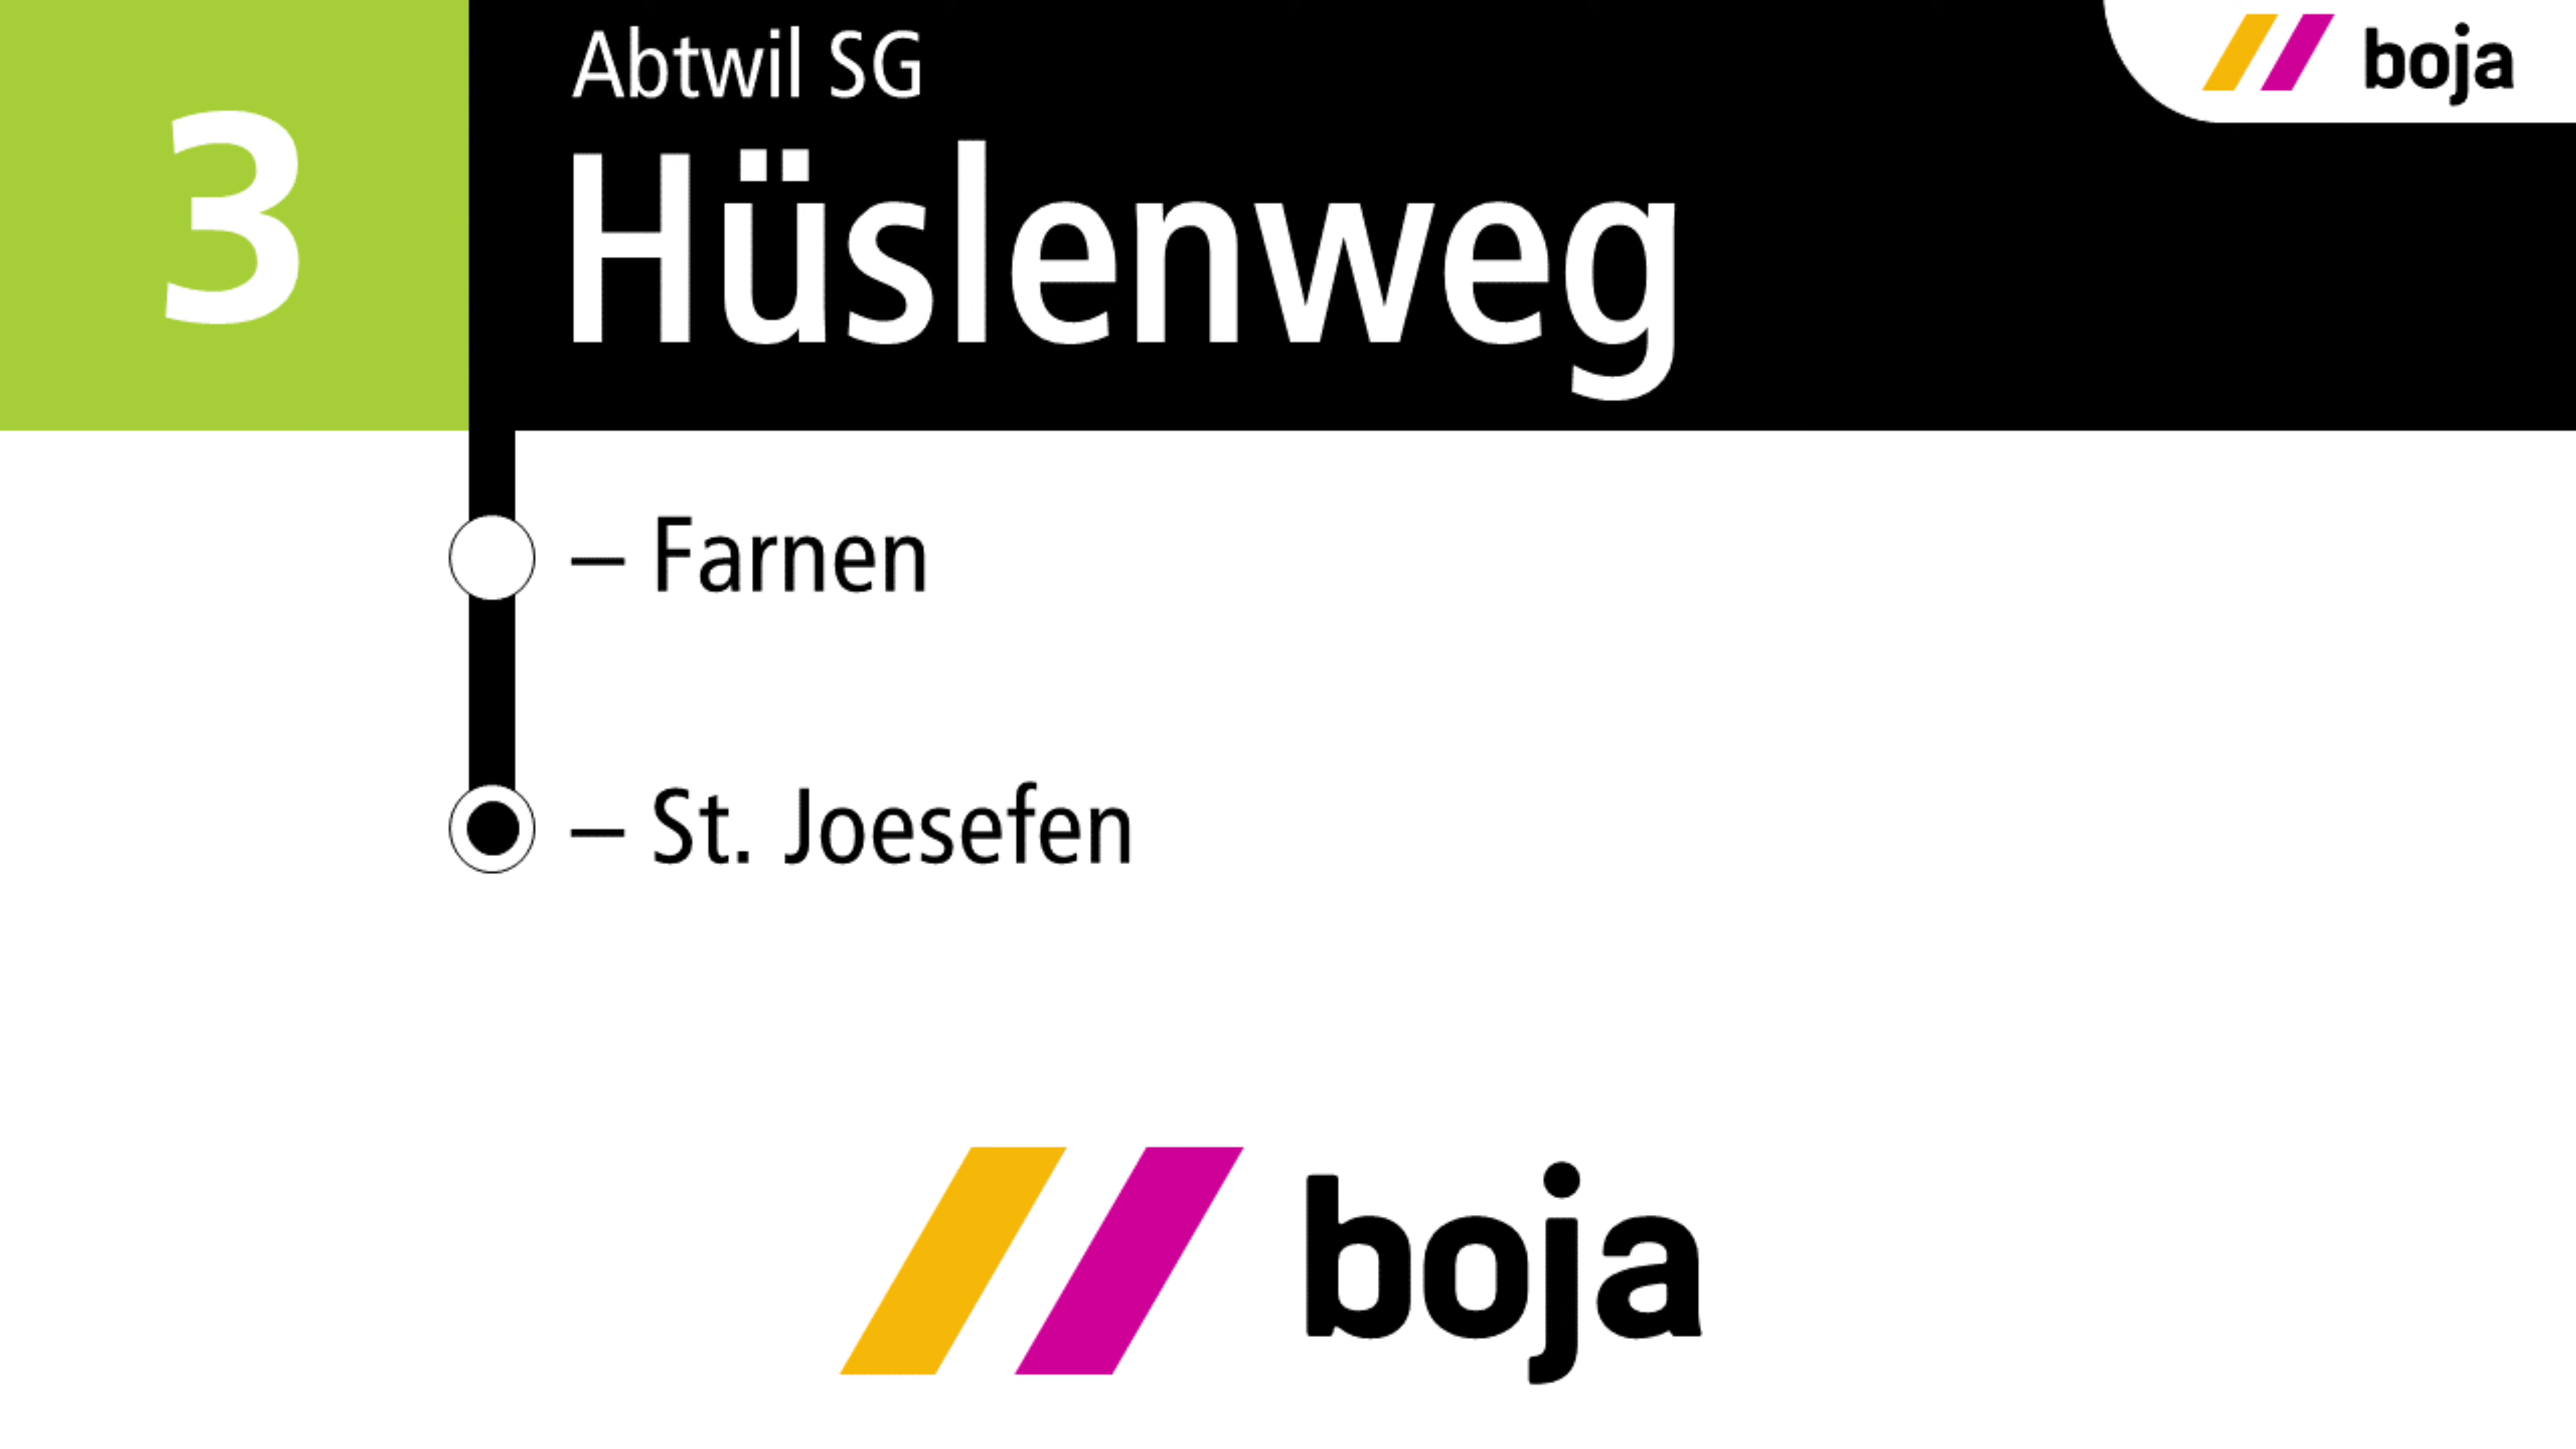 3
Abtwil SG
boja
Hüslenweg
– Farnen
– St. Joesefen
boja